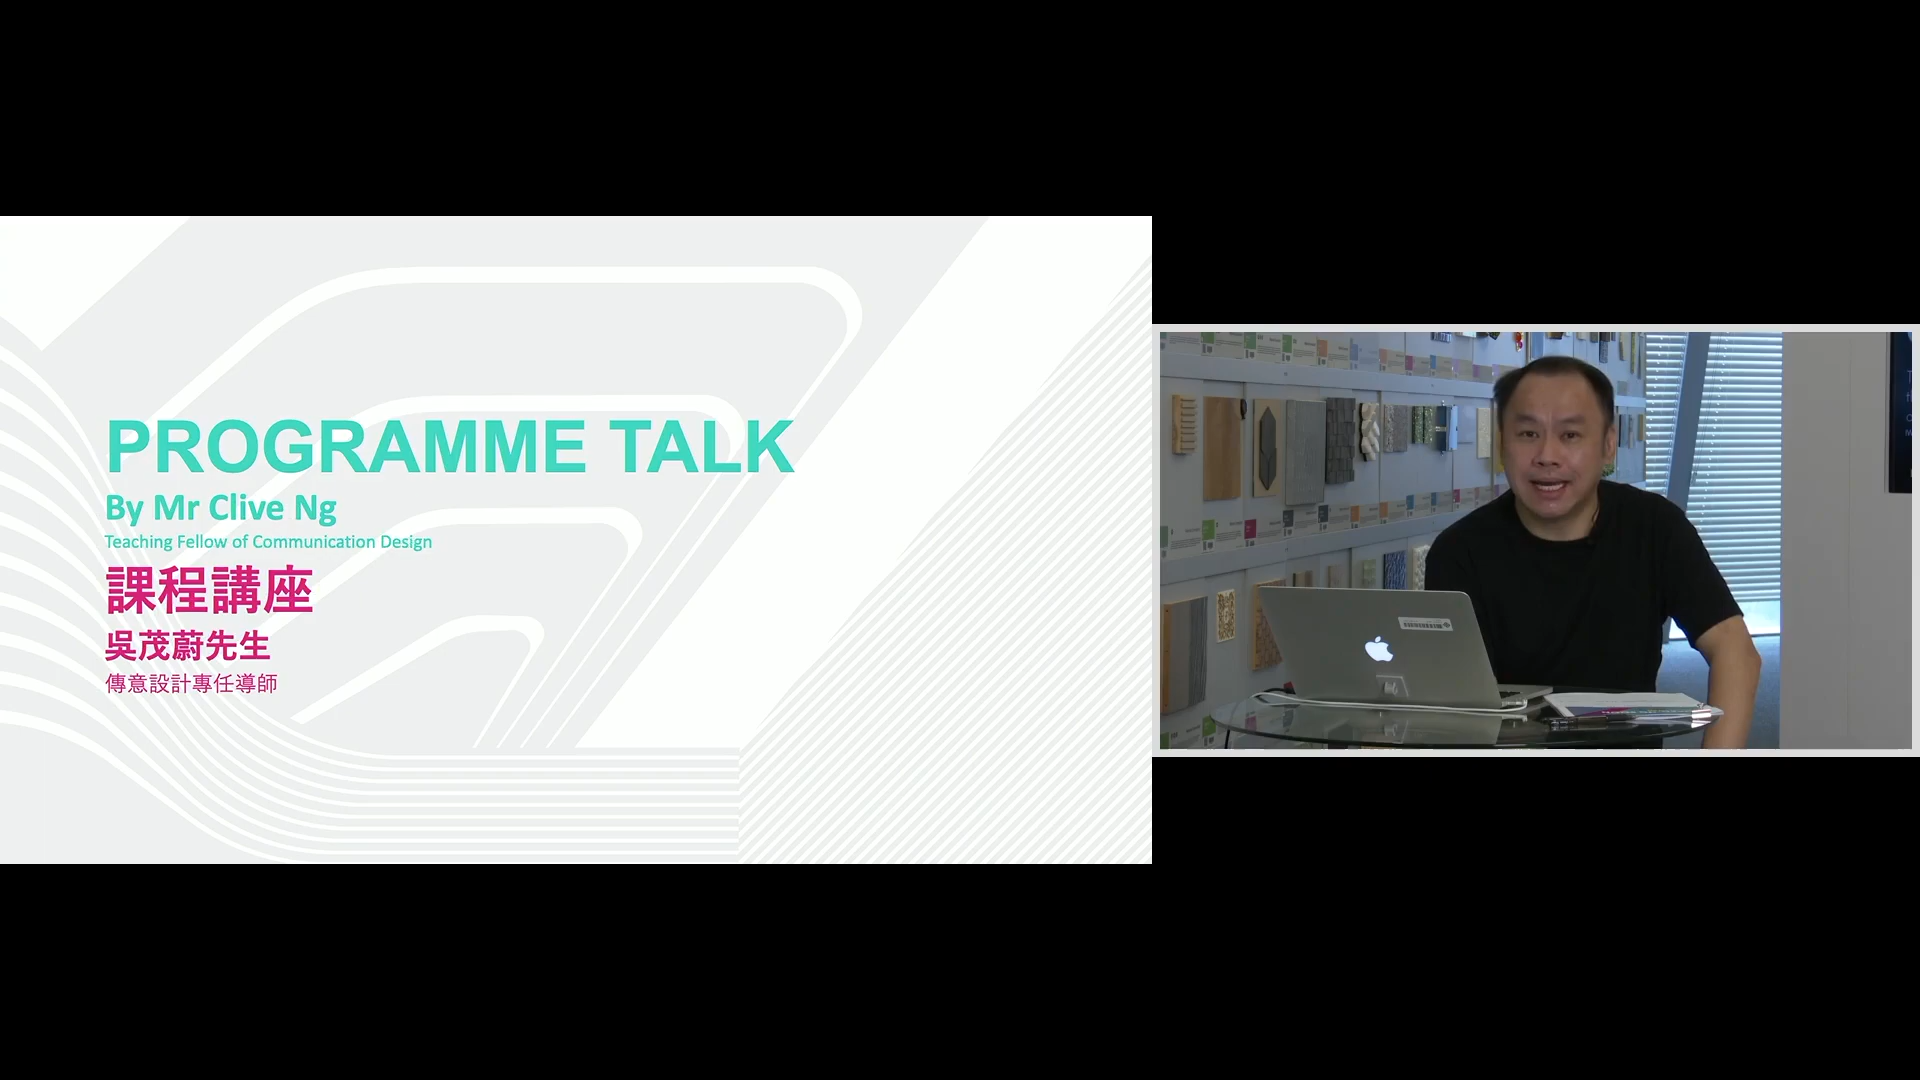 PROGRAMME TALK
By Mr Clive Ng
Teaching Fellow of Communication Design
課程講座
吳茂蔚先生
傳意設計專任導師